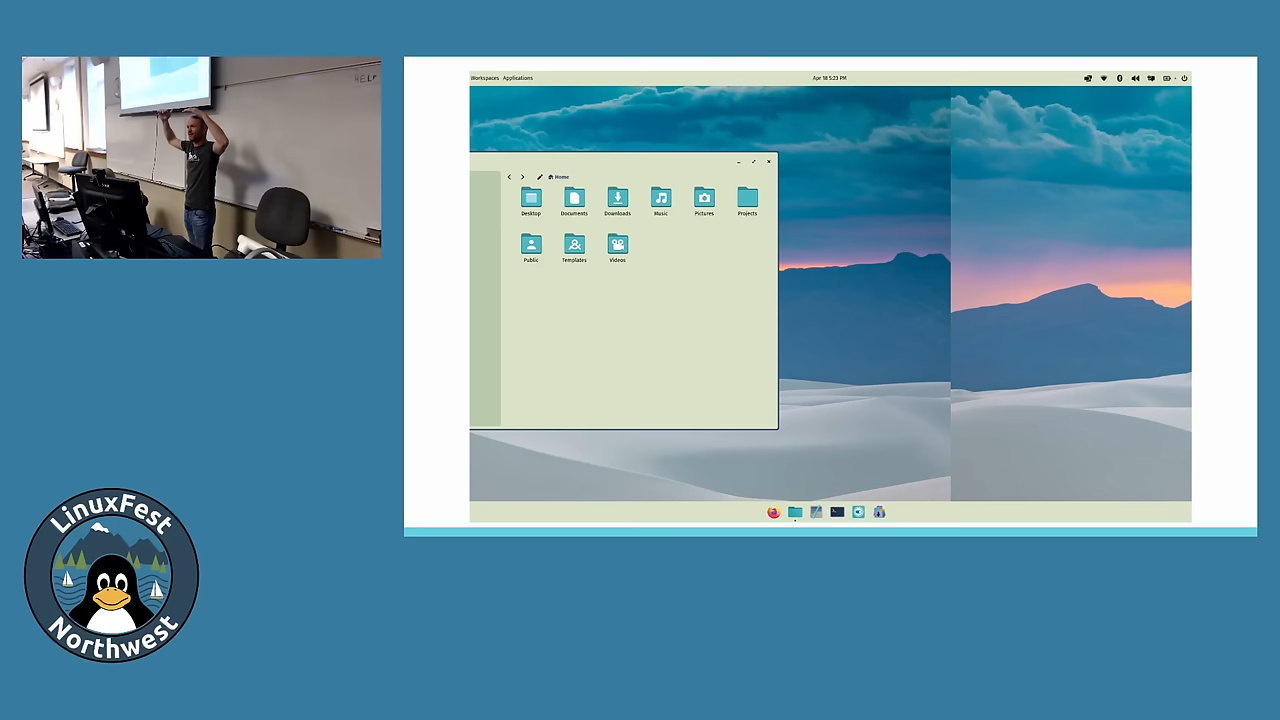 HELP
Workspaces Applications
Apr 18 5:23 PM
Home
Desktop Documents Downloads Music Pictures Projects
Public Templates Videos
LinuxFest
Northwest